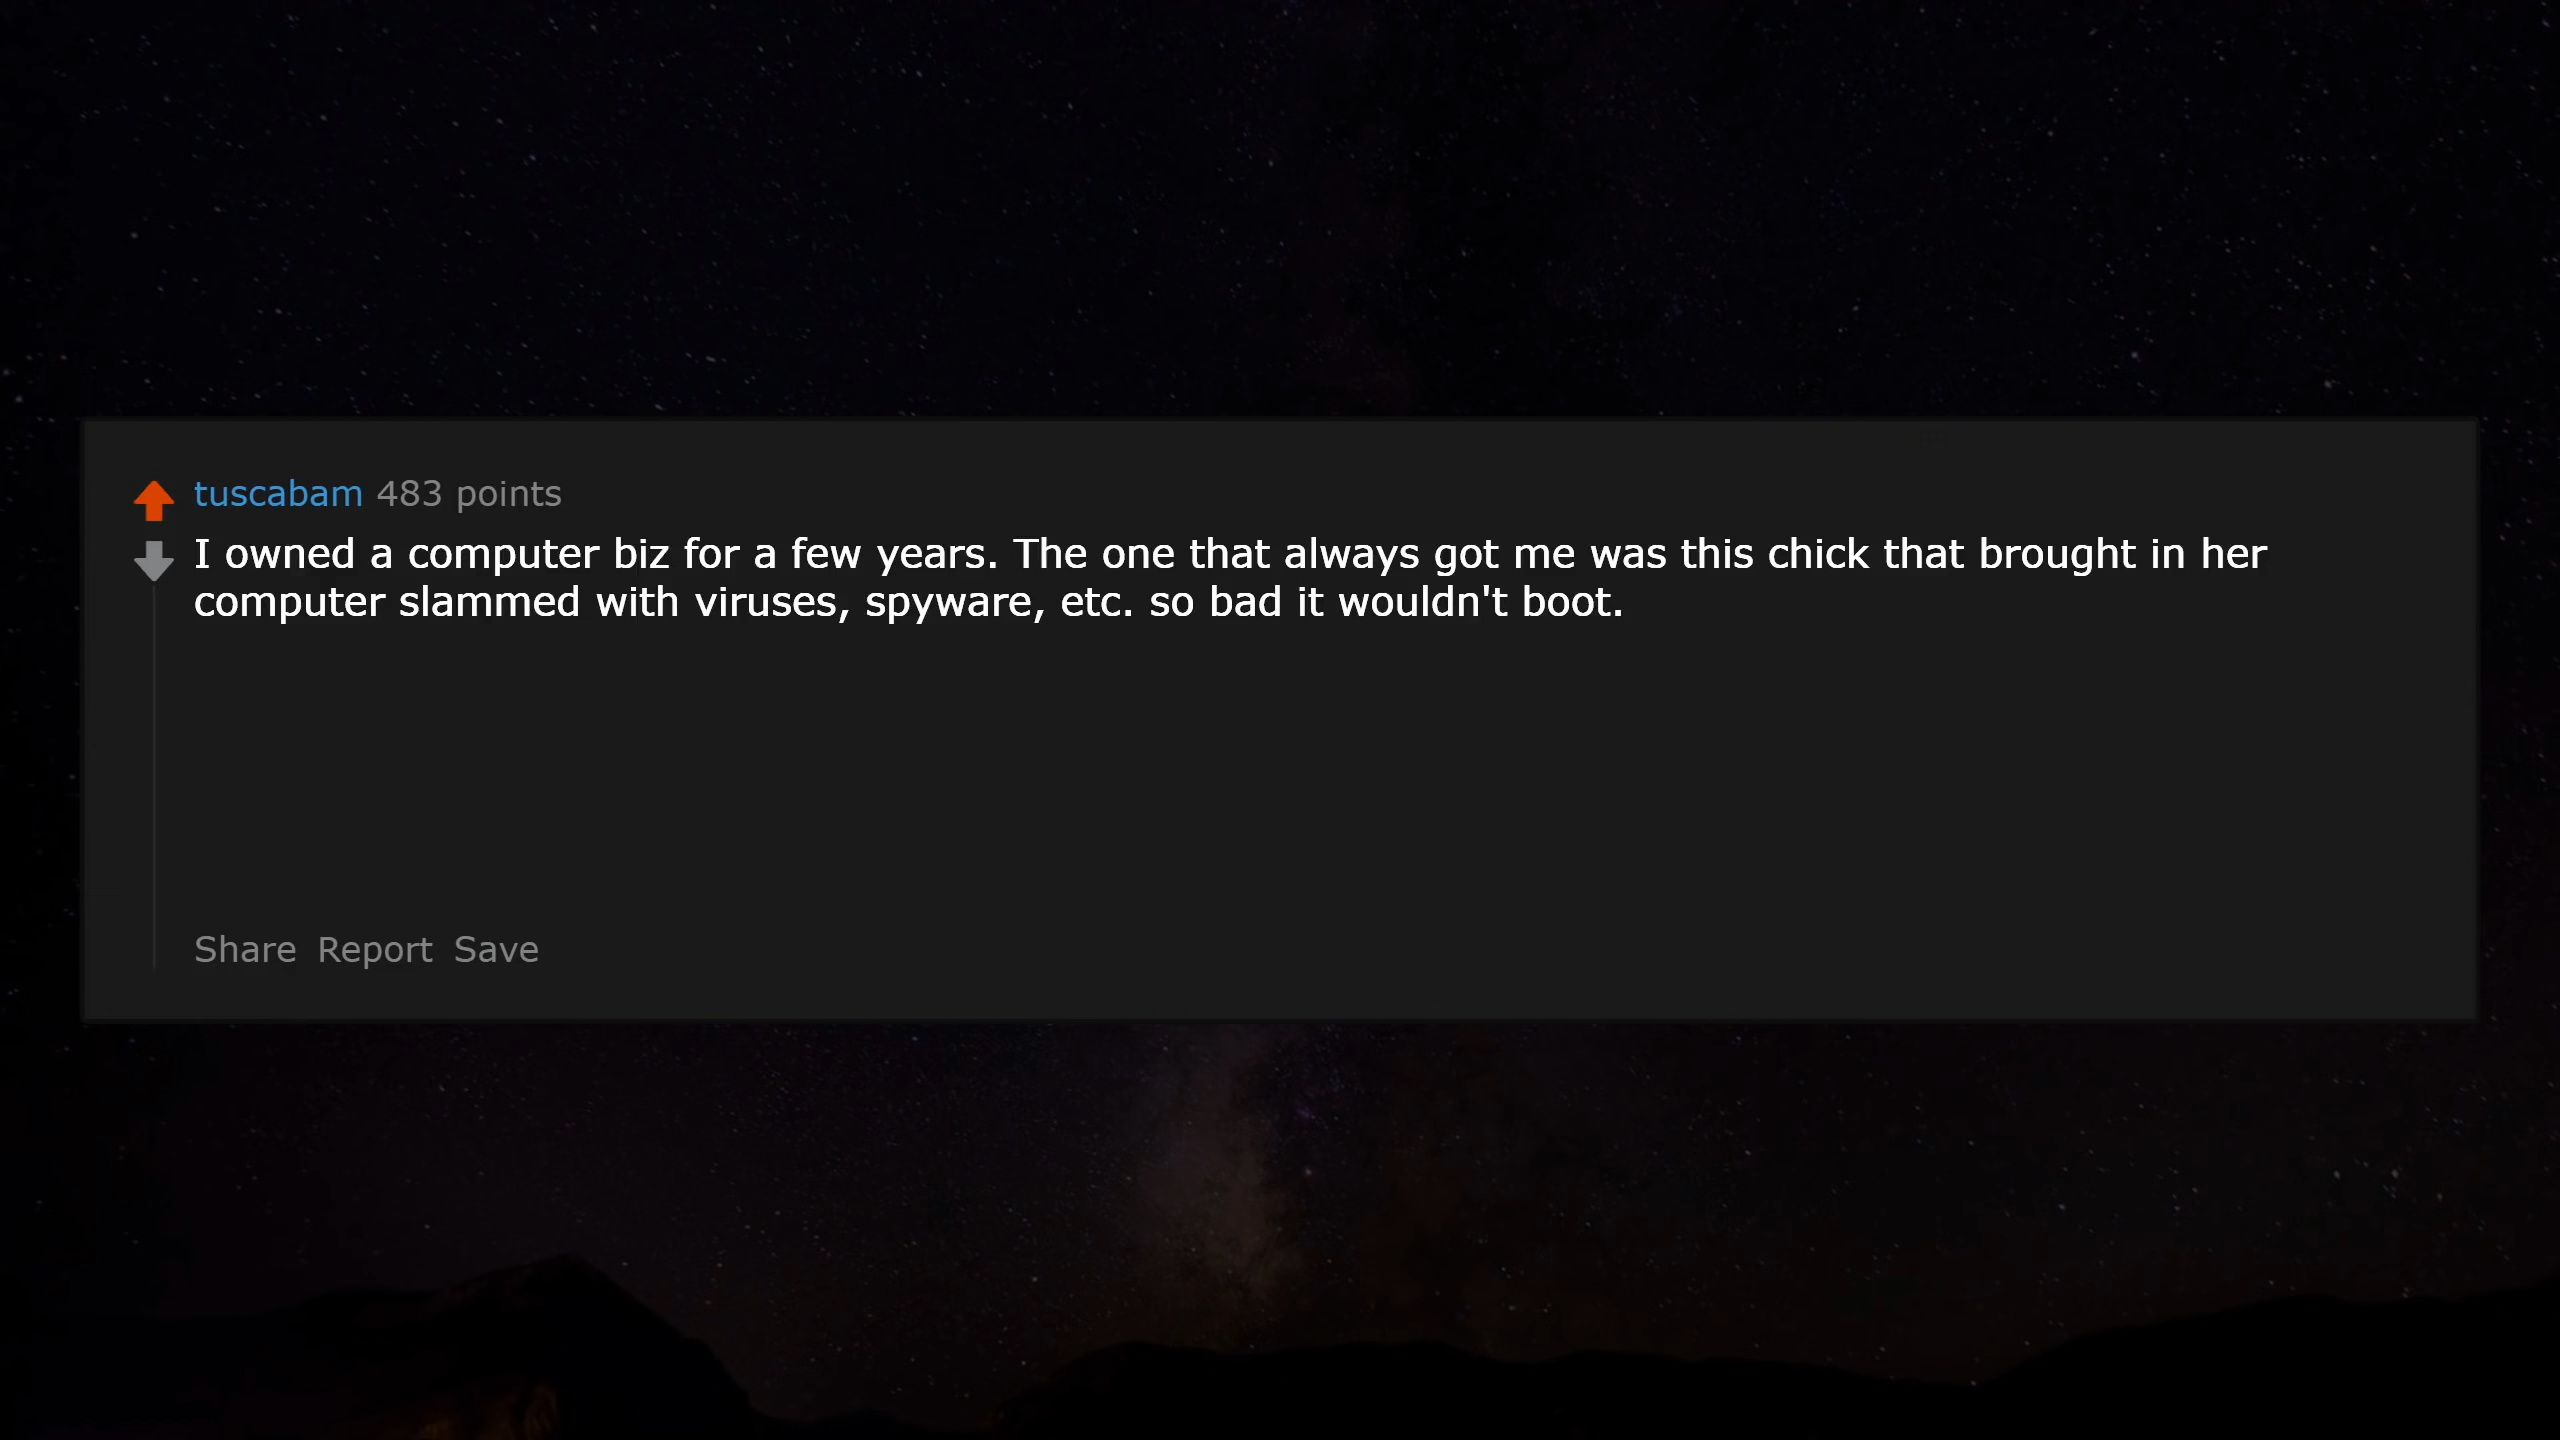 tuscabam 483 points
I owned a computer biz for a few years. The one that always got me was this chick that brought in her
computer slammed with viruses, spyware, etc. so bad it wouldn't boot.
Share Report Save